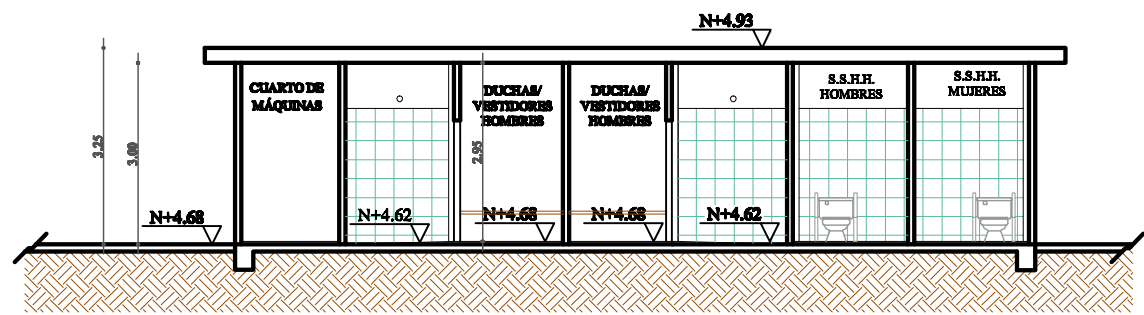 N+4.93
CUARTO DE
MÁQUINAS
DUCHAS/
VESTIDORES
HOMBRES
DUCHAS/
VESTIDORES
HOMBRES
S.S.H.H.
HOMBRES
S.S.H.H.
MUJERES
3.25
3.00
2.95
N+4.68
N+4.62
N+4.68
N+4.68
N+4.62